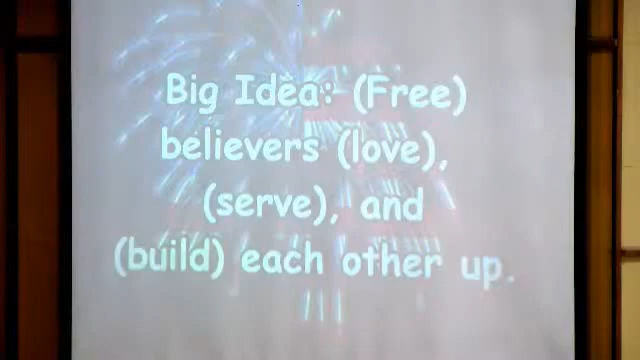 Big Idea: (Free)
believers (love),
(serve), and
(build) each other up.